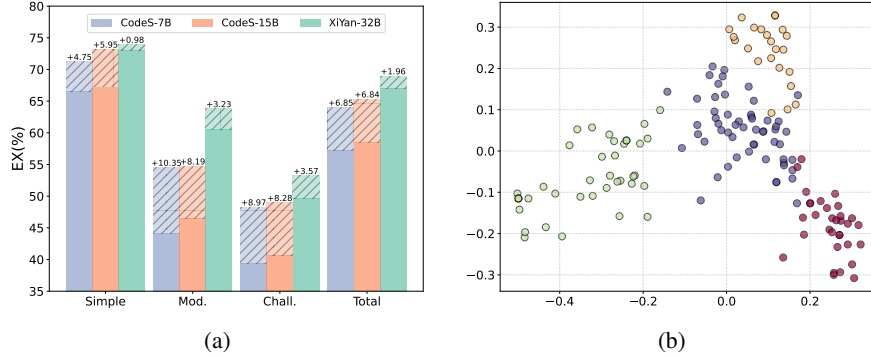 CodeS-7B CodeS-15B XiYan-32B
80
75
70
65
60
55
50
45
40
35
EX(%)
+4.75 +5.95 +0.98
+10.35 +8.19 +3.23
+8.97 +8.28 +3.57
+6.85 +6.84 +1.96
Simple Mod. Chall. Total
(a)
0.3
0.2
0.1
0.0
−0.1
−0.2
−0.3
−0.4 −0.2 0.0 0.2
(b)